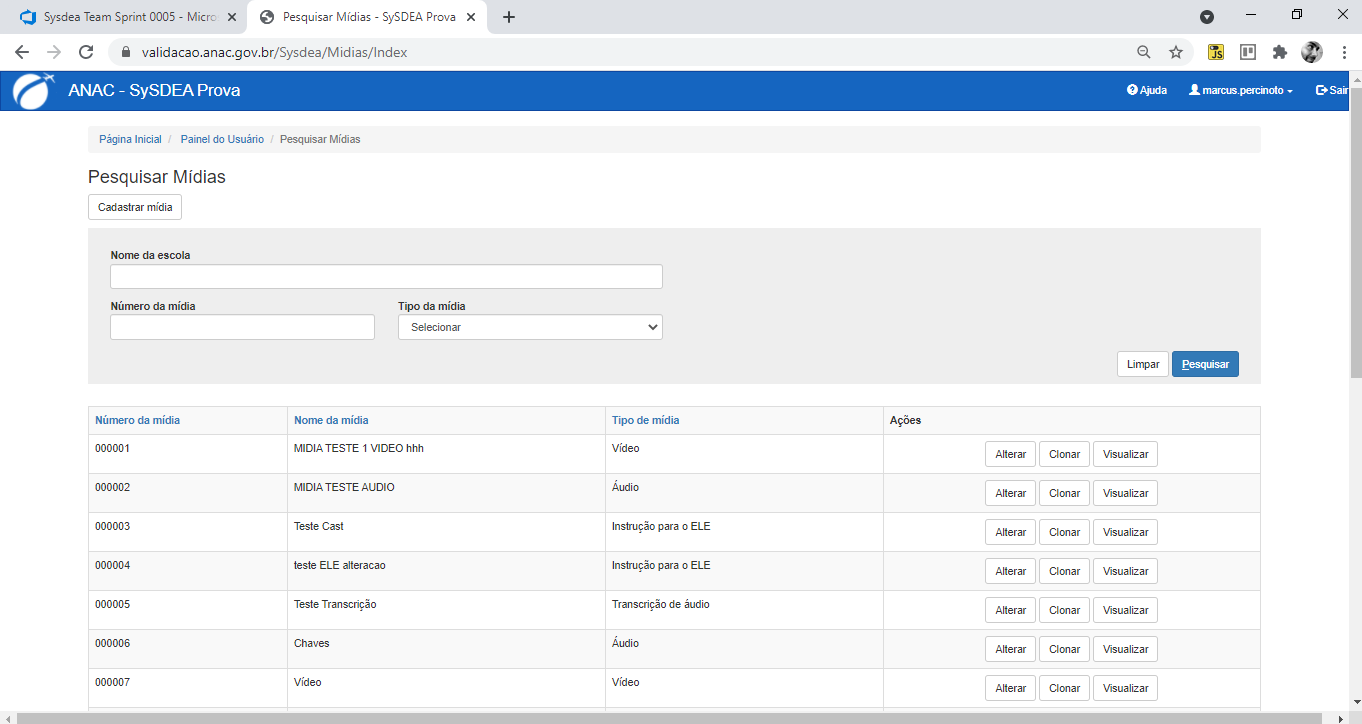 Sysdea Team Sprint 0005 - Micro
Pesquisar Mídias - SySDEA Prova
validacao.anac.gov.br/Sysdea/Midias/Index
JS
ANAC - SySDEA Prova
Ajuda
marcus.percinoto
Sair
Página Inicial / Painel do Usuário / Pesquisar Mídias
Pesquisar Mídias
Cadastrar mídia
Nome da escola
Número da mídia Tipo da mídia
Selecionar
Limpar Pesquisar
Número da mídia Nome da mídia Tipo de mídia Ações
000001 MIDIA TESTE 1 VIDEO hhh Vídeo Alterar Clonar Visualizar
000002 MIDIA TESTE AUDIO Áudio Alterar Clonar Visualizar
000003 Teste Cast Instrução para o ELE Alterar Clonar Visualizar
000004 teste ELE alteracao Instrução para o ELE Alterar Clonar Visualizar
000005 Teste Transcrição Transcrição de áudio Alterar Clonar Visualizar
000006 Chaves Áudio Alterar Clonar Visualizar
000007 Vídeo Vídeo Alterar Clonar Visualizar